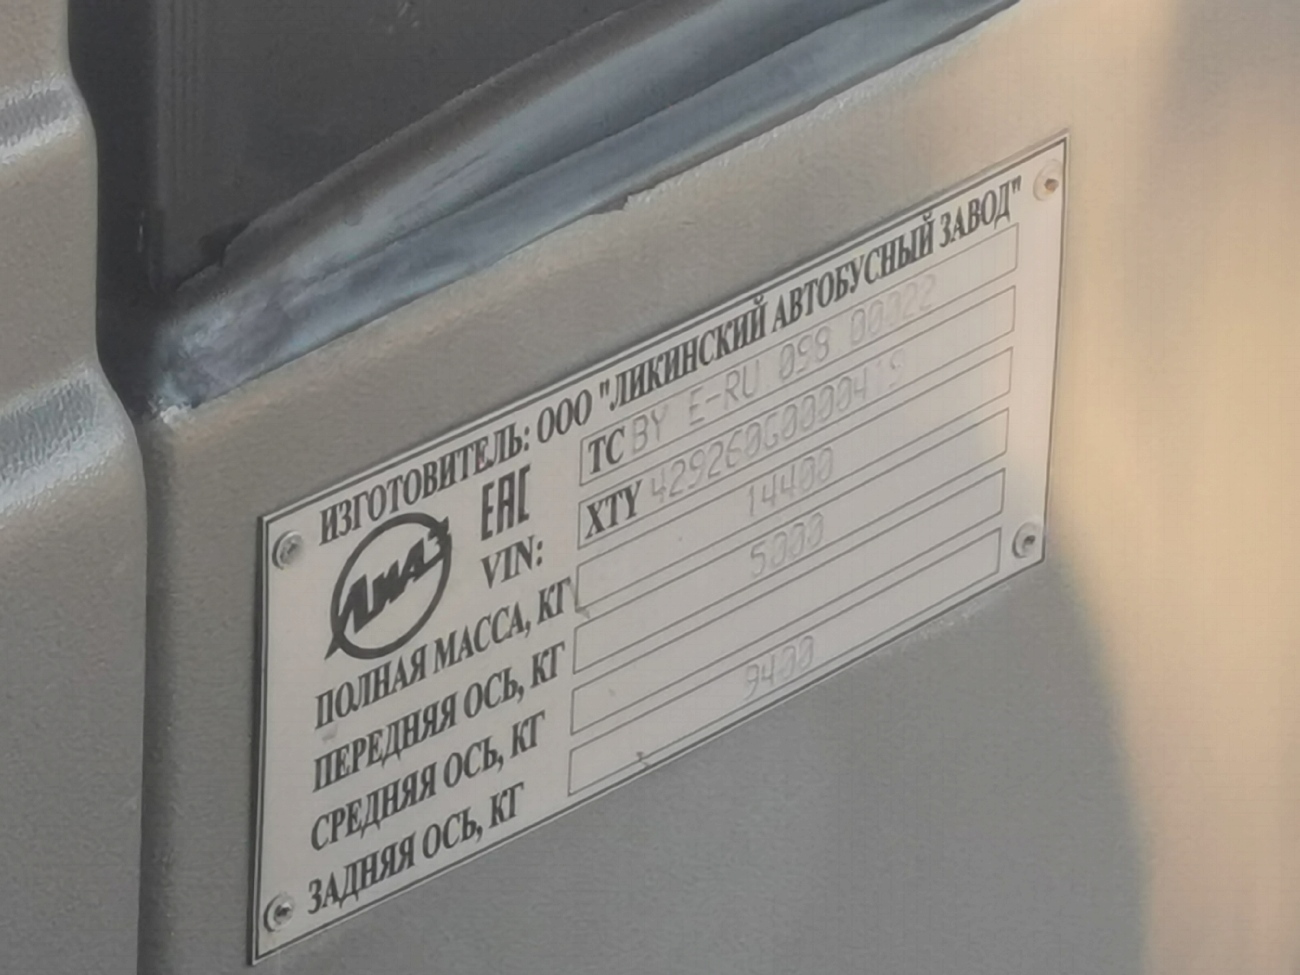 ИЗГОТОВИТЕЛЬ: ООО "ЛИКИНСКИЙ АВТОБУСНЫЙ ЗАВОД"
ЛИАЗ
ЕАС
ТС BY E-RU 098 00022
VIN: XTY 429260G0000419
ПОЛНАЯ МАССА, КГ 14400
ПЕРЕДНЯЯ ОСЬ, КГ 5000
СРЕДНЯЯ ОСЬ, КГ
ЗАДНЯЯ ОСЬ, КГ 9400